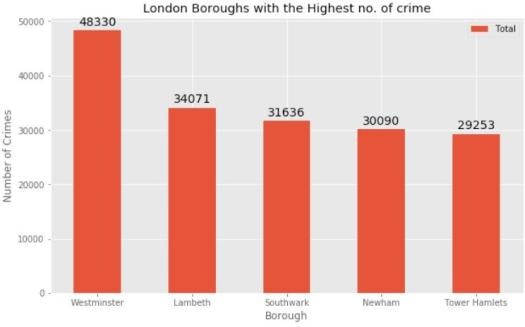 London Boroughs with the Highest no. of crime
Total
Number of Crimes
50000
40000
30000
20000
10000
0
48330
34071
31636
30090
29253
Westminster
Lambeth
Southwark
Newham
Tower Hamlets
Borough